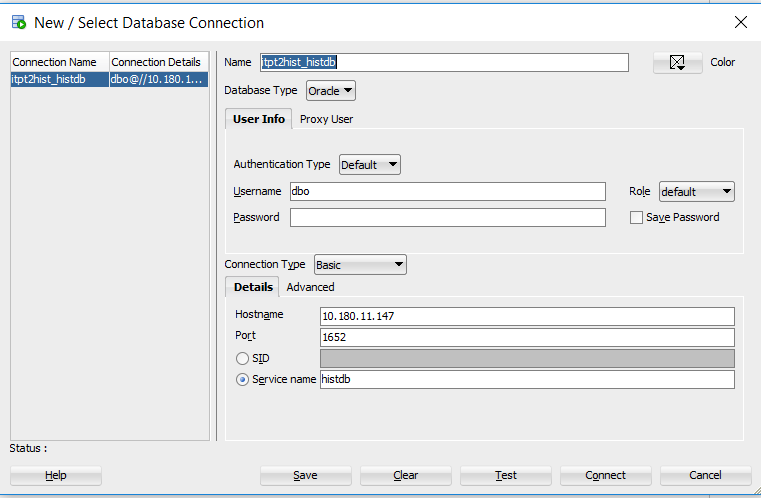 New / Select Database Connection
Connection Name Connection Details
itpt2hist_histdb dbo@//10.180.1...
Name itpt2hist_histdb Color
Database Type Oracle
User Info Proxy User
Authentication Type Default
Username dbo Role default
Password Save Password
Connection Type Basic
Details Advanced
Hostname 10.180.11.147
Port 1652
SID
Service name histdb
Status :
Help Save Clear Test Connect Cancel